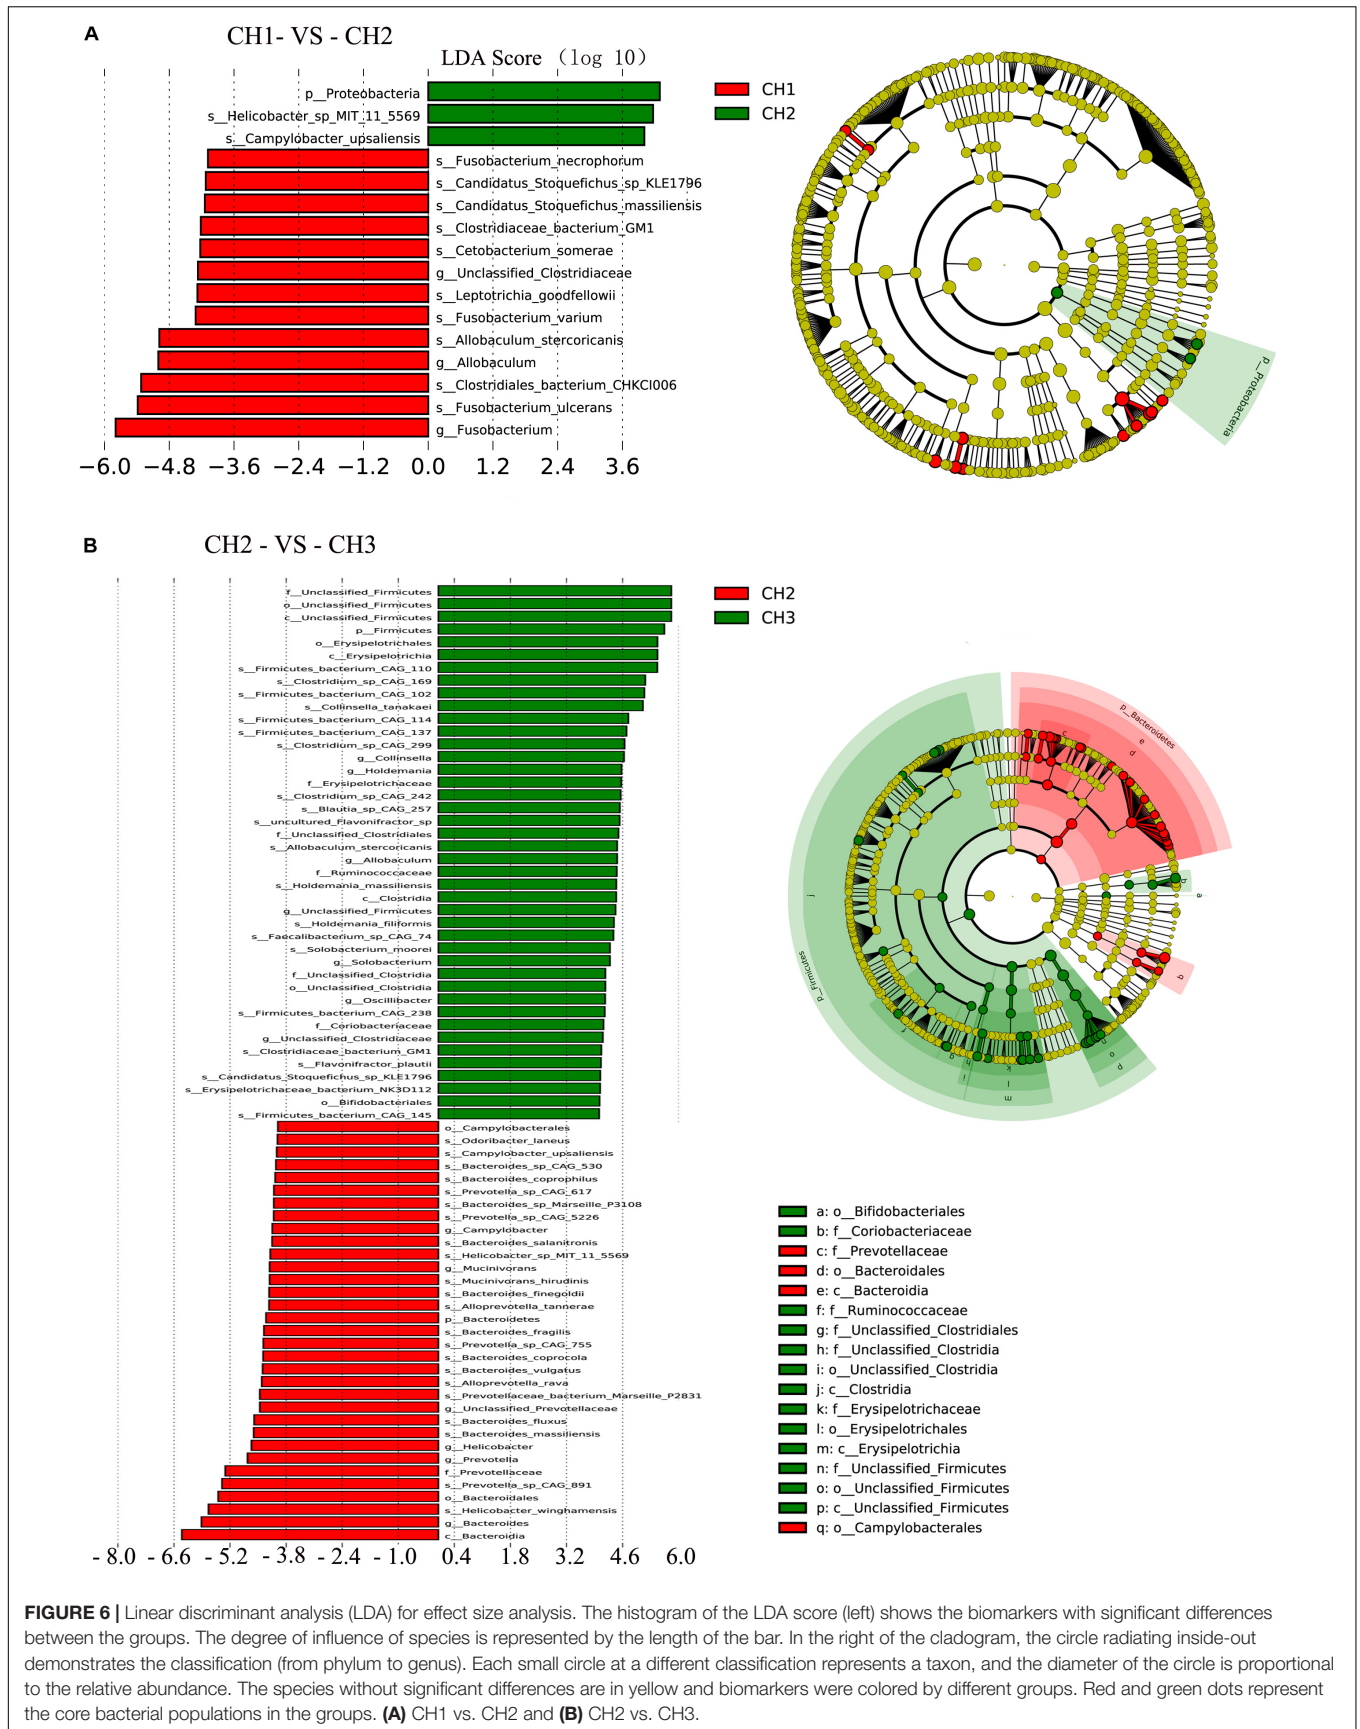 A
CH1- VS - CH2
LDA Score （log 10）
p__Proteobacteria
s__Helicobacter_sp_MIT_11_5569
s__Campylobacter_upsaliensis
s__Fusobacterium_necrophorum
s__Candidatus_Stoquefichus_sp_KLE1796
s__Candidatus_Stoquefichus_massiliensis
s__Clostridiaceae_bacterium_GM1
s__Cetobacterium_somerae
g__Unclassified_Clostridiaceae
s__Leptotrichia_goodfellowii
s__Fusobacterium_varium
s__Allobaculum_stercoricanis
g__Allobaculum
s__Clostridiales_bacterium_CHKCI006
s__Fusobacterium_ulcerans
g__Fusobacterium
−6.0 −4.8 −3.6 −2.4 −1.2 0.0 1.2 2.4 3.6
CH1
CH2
p__Proteobacteria
B
CH2 - VS - CH3
f__Unclassified_Firmicutes
o__Unclassified_Firmicutes
c__Unclassified_Firmicutes
p__Firmicutes
o__Erysipelotrichales
c__Erysipelotrichia
s__Firmicutes_bacterium_CAG_110
s__Clostridium_sp_CAG_169
s__Firmicutes_bacterium_CAG_102
s__Collinsella_tanakaei
s__Firmicutes_bacterium_CAG_114
s__Firmicutes_bacterium_CAG_137
s__Clostridium_sp_CAG_299
g__Collinsella
g__Holdemania
f__Erysipelotrichaceae
s__Clostridium_sp_CAG_242
s__Blautia_sp_CAG_257
s__uncultured_Flavonifractor_sp
f__Unclassified_Clostridiales
s__Allobaculum_stercoricanis
g__Allobaculum
f__Ruminococcaceae
s__Holdemania_massiliensis
c__Clostridia
g__Unclassified_Firmicutes
s__Holdemania_filiformis
s__Faecalibacterium_sp_CAG_74
s__Solobacterium_moorei
g__Solobacterium
f__Unclassified_Clostridia
o__Unclassified_Clostridia
g__Oscillibacter
s__Firmicutes_bacterium_CAG_238
f__Coriobacteriaceae
g__Unclassified_Clostridiaceae
s__Clostridiaceae_bacterium_GM1
s__Flavonifractor_plautii
s__Candidatus_Stoquefichus_sp_KLE1796
s__Erysipelotrichaceae_bacterium_NK3D112
o__Bifidobacteriales
s__Firmicutes_bacterium_CAG_145
o__Campylobacterales
s__Odoribacter_laneus
s__Campylobacter_upsaliensis
s__Bacteroides_sp_CAG_530
s__Bacteroides_coprophilus
s__Prevotella_sp_CAG_617
s__Bacteroides_sp_Marseille_P3108
s__Prevotella_sp_CAG_5226
g__Campylobacter
s__Bacteroides_salanitronis
s__Helicobacter_sp_MIT_11_5569
g__Mucinivorans
s__Mucinivorans_hirudinis
s__Bacteroides_finegoldii
s__Alloprevotella_tannerae
p__Bacteroidetes
s__Bacteroides_fragilis
s__Prevotella_sp_CAG_755
s__Bacteroides_coprocola
s__Bacteroides_vulgatus
s__Alloprevotella_rava
s__Prevotellaceae_bacterium_Marseille_P2831
g__Unclassified_Prevotellaceae
s__Bacteroides_fluxus
s__Bacteroides_massiliensis
g__Helicobacter
g__Prevotella
f__Prevotellaceae
s__Prevotella_sp_CAG_891
o__Bacteroidales
s__Helicobacter_winghamensis
g__Bacteroides
c__Bacteroidia
- 8.0 - 6.6 - 5.2 - 3.8 - 2.4 - 1.0 0.4 1.8 3.2 4.6 6.0
CH2
CH3
p__Bacteroidetes
e
d
c
b
a
q
j
p__Firmicutes
f
g
h
i
k
l
m
n
o
p
a: o__Bifidobacteriales
b: f__Coriobacteriaceae
c: f__Prevotellaceae
d: o__Bacteroidales
e: c__Bacteroidia
f: f__Ruminococcaceae
g: f__Unclassified_Clostridiales
h: f__Unclassified_Clostridia
i: o__Unclassified_Clostridia
j: c__Clostridia
k: f__Erysipelotrichaceae
l: o__Erysipelotrichales
m: c__Erysipelotrichia
n: f__Unclassified_Firmicutes
o: o__Unclassified_Firmicutes
p: c__Unclassified_Firmicutes
q: o__Campylobacterales
FIGURE 6 | Linear discriminant analysis (LDA) for effect size analysis. The histogram of the LDA score (left) shows the biomarkers with significant differences
between the groups. The degree of influence of species is represented by the length of the bar. In the right of the cladogram, the circle radiating inside-out
demonstrates the classification (from phylum to genus). Each small circle at a different classification represents a taxon, and the diameter of the circle is proportional
to the relative abundance. The species without significant differences are in yellow and biomarkers were colored by different groups. Red and green dots represent
the core bacterial populations in the groups. (A) CH1 vs. CH2 and (B) CH2 vs. CH3.